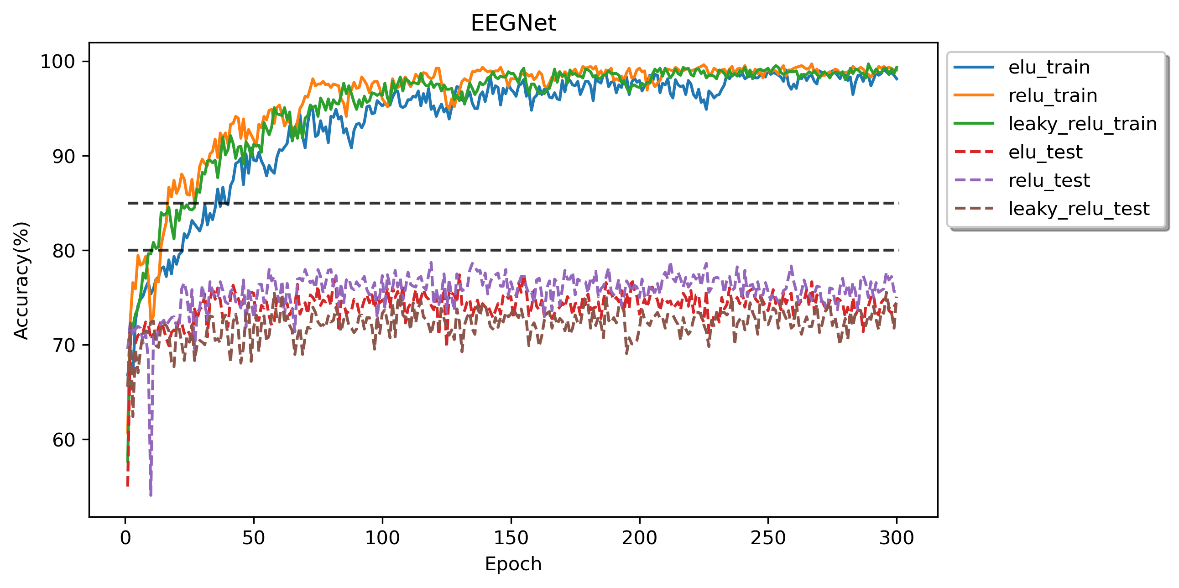 EEGNet
Accuracy(%)
100
90
80
70
60
0
50
100
150
200
250
300
Epoch
elu_train
relu_train
leaky_relu_train
elu_test
relu_test
leaky_relu_test